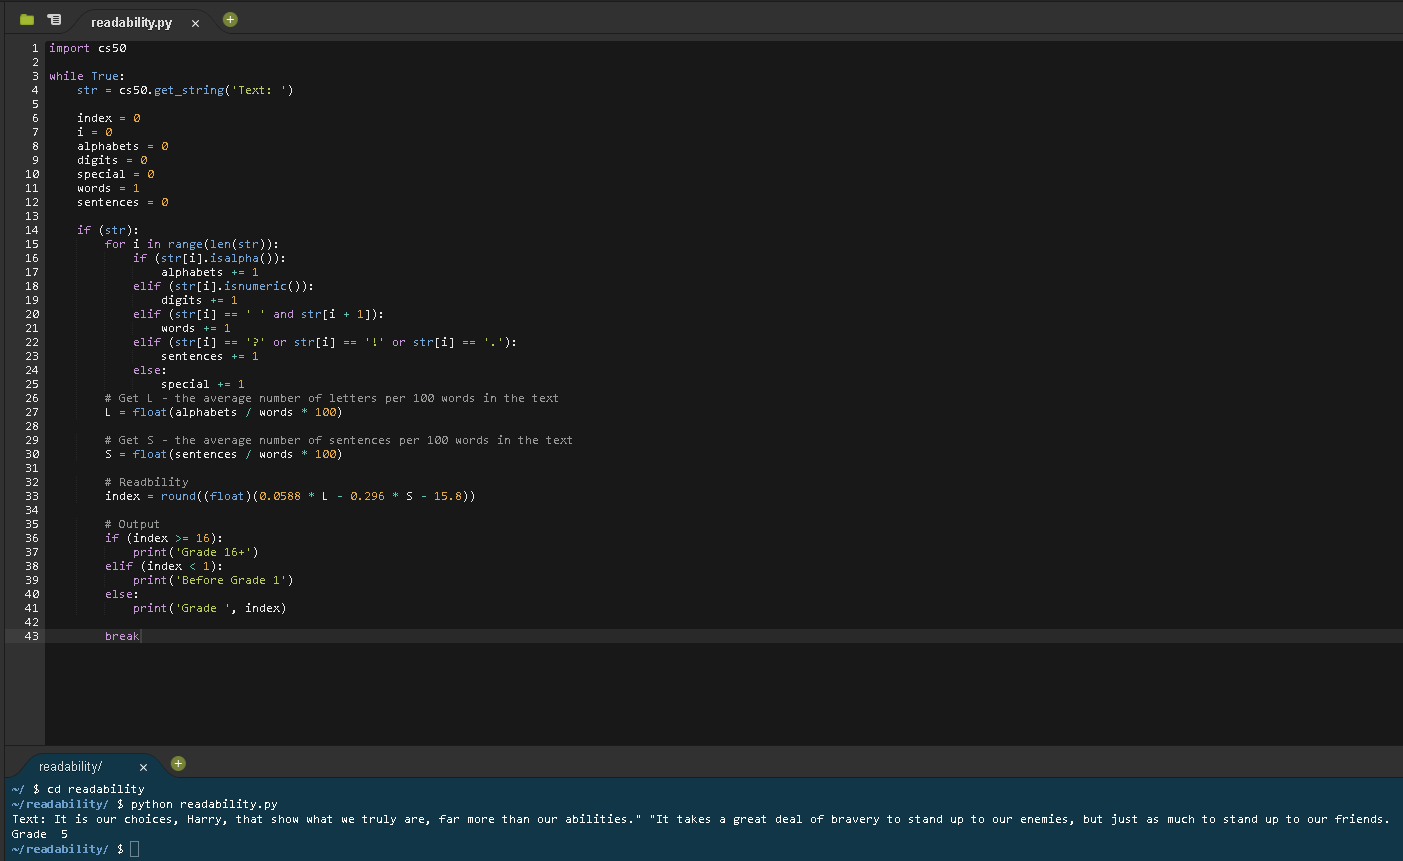 readability.py ×
1 import cs50
2
3 while True:
4     str = cs50.get_string('Text: ')
5
6     index = 0
7     i = 0
8     alphabets = 0
9     digits = 0
10     special = 0
11     words = 1
12     sentences = 0
13
14     if (str):
15         for i in range(len(str)):
16             if (str[i].isalpha()):
17                 alphabets += 1
18             elif (str[i].isnumeric()):
19                 digits += 1
20             elif (str[i] == ' ' and str[i + 1]):
21                 words += 1
22             elif (str[i] == '?' or str[i] == '!' or str[i] == '.'):
23                 sentences += 1
24             else:
25                 special += 1
26         # Get L - the average number of letters per 100 words in the text
27         L = float(alphabets / words * 100)
28
29         # Get S - the average number of sentences per 100 words in the text
30         S = float(sentences / words * 100)
31
32         # Readbility
33         index = round((float)(0.0588 * L - 0.296 * S - 15.8))
34
35         # Output
36         if (index >= 16):
37             print('Grade 16+')
38         elif (index < 1):
39             print('Before Grade 1')
40         else:
41             print('Grade ', index)
42
43         break
readability/ ×
~/ $ cd readability
~/readability/ $ python readability.py
Text: It is our choices, Harry, that show what we truly are, far more than our abilities." "It takes a great deal of bravery to stand up to our enemies, but just as much to stand up to our friends.
Grade  5
~/readability/ $